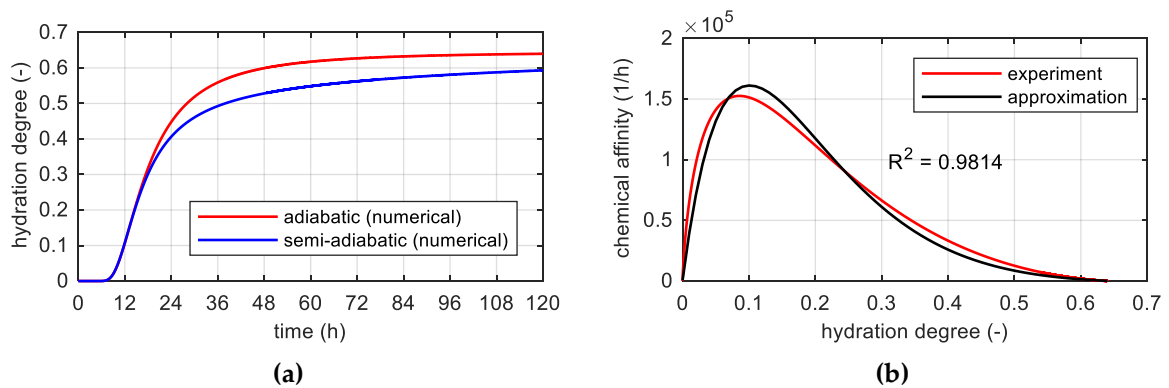 0.7
0.6
0.5
0.4
0.3
0.2
0.1
0
hydration degree (-)
adiabatic (numerical)
semi-adiabatic (numerical)
0 12 24 36 48 60 72 84 96 108 120
time (h)
(a)
×10⁵
2
1.5
1
0.5
0
chemical affinity (1/h)
experiment
approximation
R² = 0.9814
0 0.1 0.2 0.3 0.4 0.5 0.6 0.7
hydration degree (-)
(b)